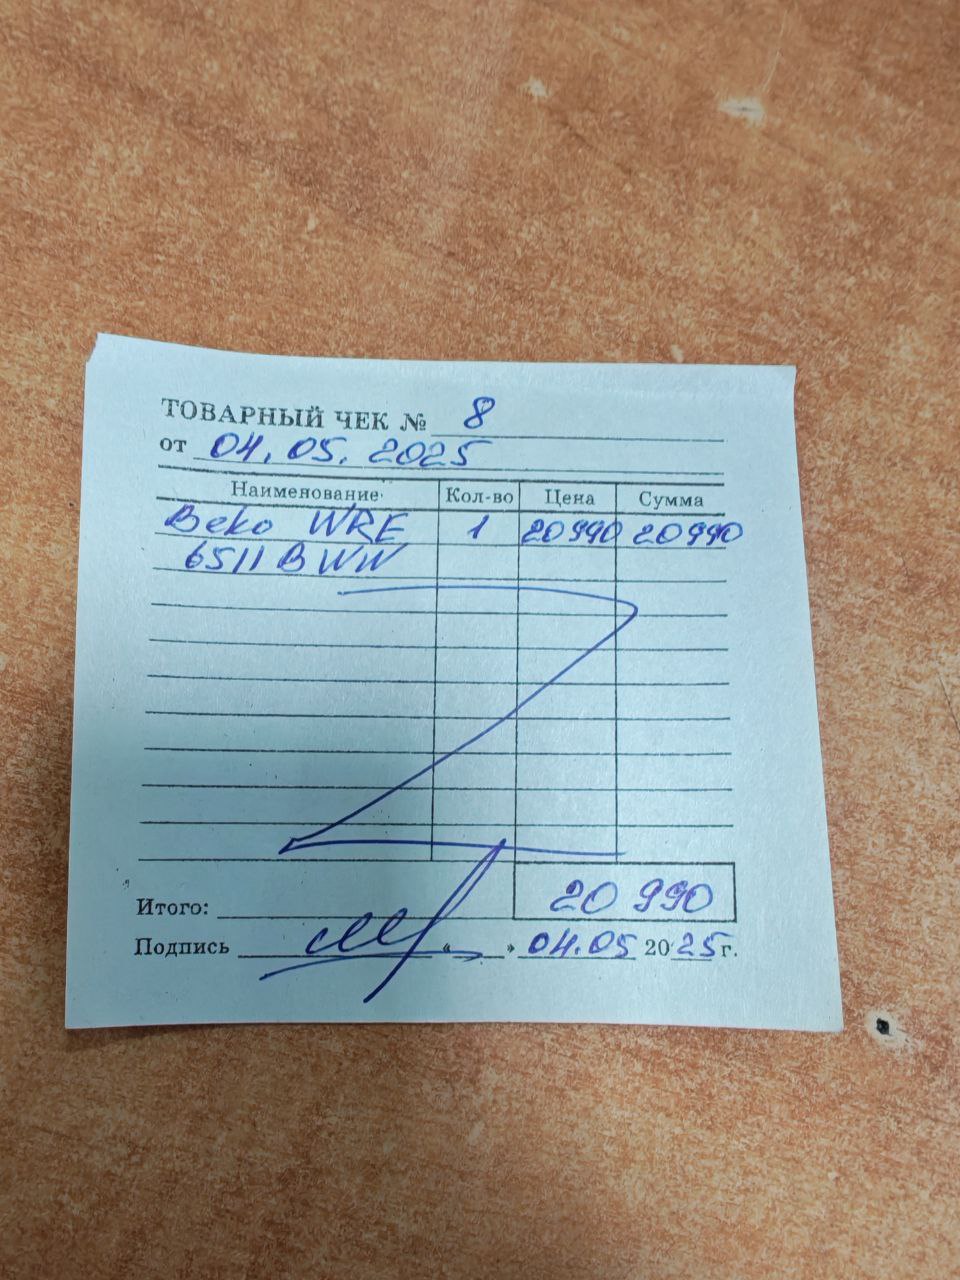 ТОВАРНЫЙ ЧЕК № 8
от 04.05.2025
Наименование Кол-во Цена Сумма
Beko WRE 1 20990 20990
6511 BWW
20 990
Итого:
Подпись « » 04.05 2025 г.